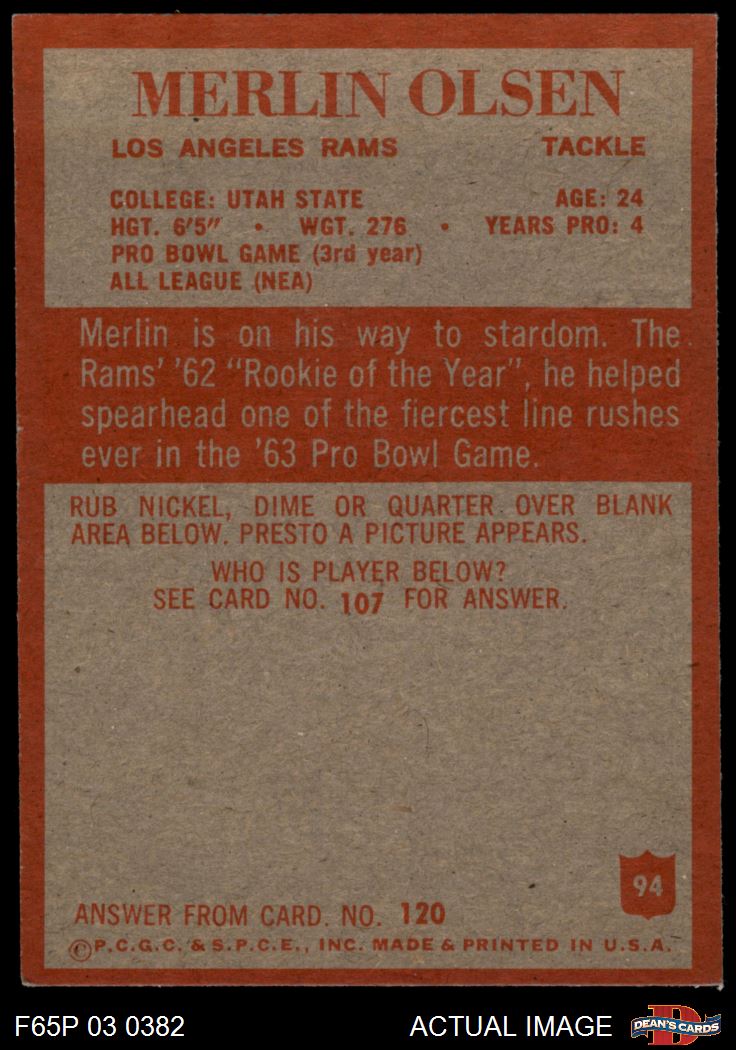 MERLIN OLSEN
LOS ANGELES RAMS TACKLE
COLLEGE: UTAH STATE AGE: 24
HGT. 6'5" • WGT. 276 • YEARS PRO: 4
PRO BOWL GAME (3rd year)
ALL LEAGUE (NEA)
Merlin is on his way to stardom. The
Rams' '62 "Rookie of the Year", he helped
spearhead one of the fiercest line rushes
ever in the '63 Pro Bowl Game.
RUB NICKEL, DIME OR QUARTER OVER BLANK
AREA BELOW. PRESTO A PICTURE APPEARS.
WHO IS PLAYER BELOW?
SEE CARD NO. 107 FOR ANSWER.
94
ANSWER FROM CARD. NO. 120
©P.C.G.C. & S.P.C.E., INC. MADE & PRINTED IN U.S.A.
F65P 03 0382 ACTUAL IMAGE DEAN'S CARDS